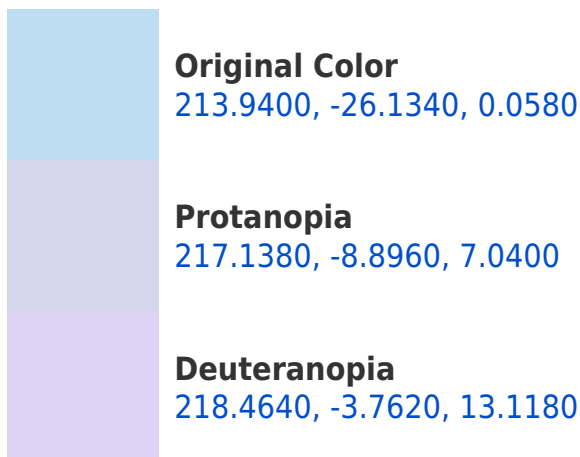 Original Color
213.9400, -26.1340, 0.0580
Protanopia
217.1380, -8.8960, 7.0400
Deuteranopia
218.4640, -3.7620, 13.1180